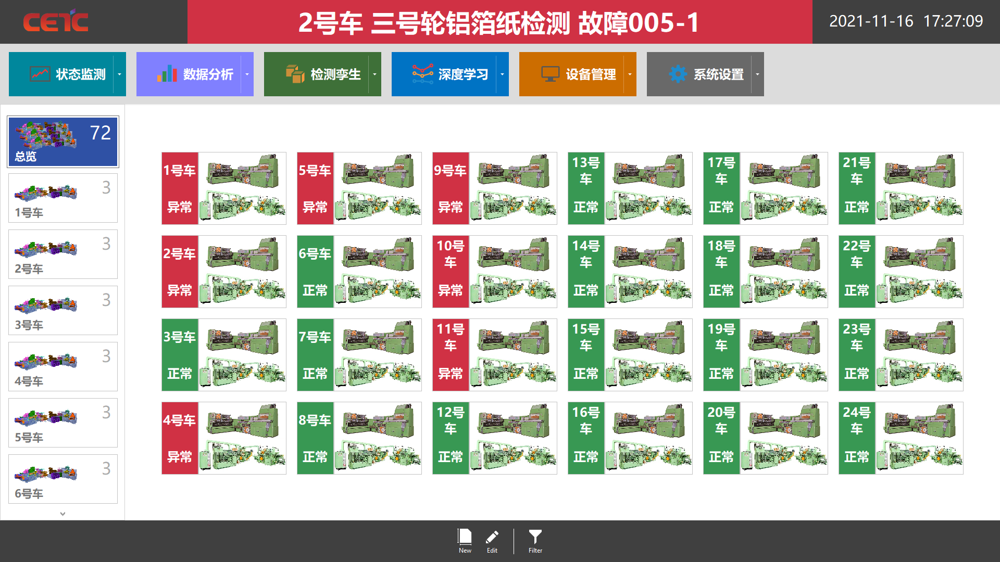 CETC
2号车 三号轮铝箔纸检测 故障005-1
2021-11-16 17:27:09
状态监测
数据分析
检测孪生
深度学习
设备管理
系统设置
72
总览
3
1号车
3
2号车
3
3号车
3
4号车
3
5号车
3
6号车
1号车
异常
5号车
异常
9号车
异常
13号
车
正常
17号
车
正常
21号
车
正常
2号车
异常
6号车
正常
10号
车
异常
14号
车
正常
18号
车
正常
22号
车
正常
3号车
正常
7号车
正常
11号
车
异常
15号
车
正常
19号
车
正常
23号
车
正常
4号车
异常
8号车
正常
12号
车
正常
16号
车
正常
20号
车
正常
24号
车
正常
New
Edit
Filter